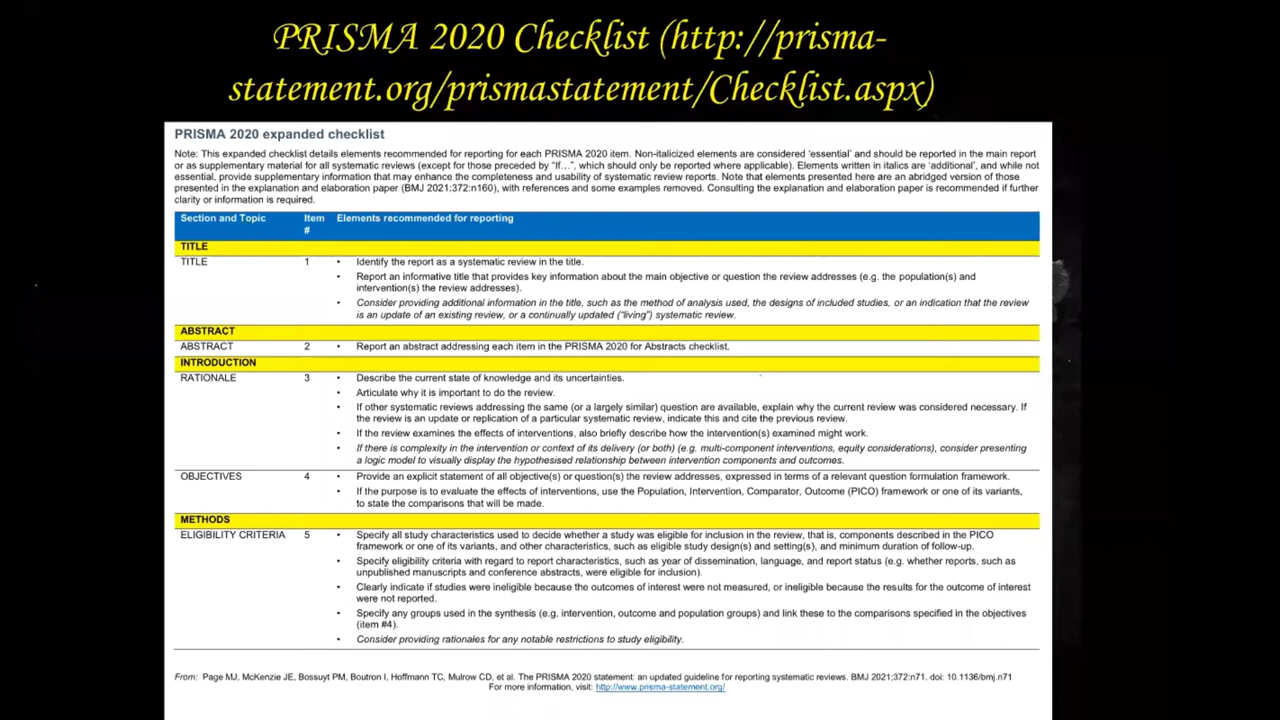 PRISMA 2020 Checklist (http://prisma-
statement.org/prismastatement/Checklist.aspx)
PRISMA 2020 expanded checklist
Note: This expanded checklist details elements recommended for reporting for each PRISMA 2020 item. Non-italicized elements are considered ‘essential’ and should be reported in the main report
or as supplementary material for all systematic reviews (except for those preceded by “If…”, which should only be reported where applicable). Elements written in italics are ‘additional’, and while not
essential, provide supplementary information that may enhance the completeness and usability of systematic review reports. Note that elements presented here are an abridged version of those
presented in the explanation and elaboration paper (BMJ 2021;372:n160), with references and some examples removed. Consulting the explanation and elaboration paper is recommended if further
clarity or information is required.
Section and Topic Item Elements recommended for reporting
#
TITLE
TITLE 1 • Identify the report as a systematic review in the title.
• Report an informative title that provides key information about the main objective or question the review addresses (e.g. the population(s) and
intervention(s) the review addresses).
• Consider providing additional information in the title, such as the method of analysis used, the designs of included studies, or an indication that the review
is an update of an existing review, or a continually updated (“living”) systematic review.
ABSTRACT
ABSTRACT 2 • Report an abstract addressing each item in the PRISMA 2020 for Abstracts checklist.
INTRODUCTION
RATIONALE 3 • Describe the current state of knowledge and its uncertainties.
• Articulate why it is important to do the review.
• If other systematic reviews addressing the same (or a largely similar) question are available, explain why the current review was considered necessary. If
the review is an update or replication of a particular systematic review, indicate this and cite the previous review.
• If the review examines the effects of interventions, also briefly describe how the intervention(s) examined might work.
• If there is complexity in the intervention or context of its delivery (or both) (e.g. multi-component interventions, equity considerations), consider presenting
a logic model to visually display the hypothesised relationship between intervention components and outcomes.
OBJECTIVES 4 • Provide an explicit statement of all objective(s) or question(s) the review addresses, expressed in terms of a relevant question formulation framework.
• If the purpose is to evaluate the effects of interventions, use the Population, Intervention, Comparator, Outcome (PICO) framework or one of its variants,
to state the comparisons that will be made.
METHODS
ELIGIBILITY CRITERIA 5 • Specify all study characteristics used to decide whether a study was eligible for inclusion in the review, that is, components described in the PICO
framework or one of its variants, and other characteristics, such as eligible study design(s) and setting(s), and minimum duration of follow-up.
• Specify eligibility criteria with regard to report characteristics, such as year of dissemination, language, and report status (e.g. whether reports, such as
unpublished manuscripts and conference abstracts, were eligible for inclusion).
• Clearly indicate if studies were ineligible because the outcomes of interest were not measured, or ineligible because the results for the outcome of interest
were not reported.
• Specify any groups used in the synthesis (e.g. intervention, outcome and population groups) and link these to the comparisons specified in the objectives
(item #4).
• Consider providing rationales for any notable restrictions to study eligibility.
From: Page MJ, McKenzie JE, Bossuyt PM, Boutron I, Hoffmann TC, Mulrow CD, et al. The PRISMA 2020 statement: an updated guideline for reporting systematic reviews. BMJ 2021;372:n71. doi: 10.1136/bmj.n71
For more information, visit: http://www.prisma-statement.org/